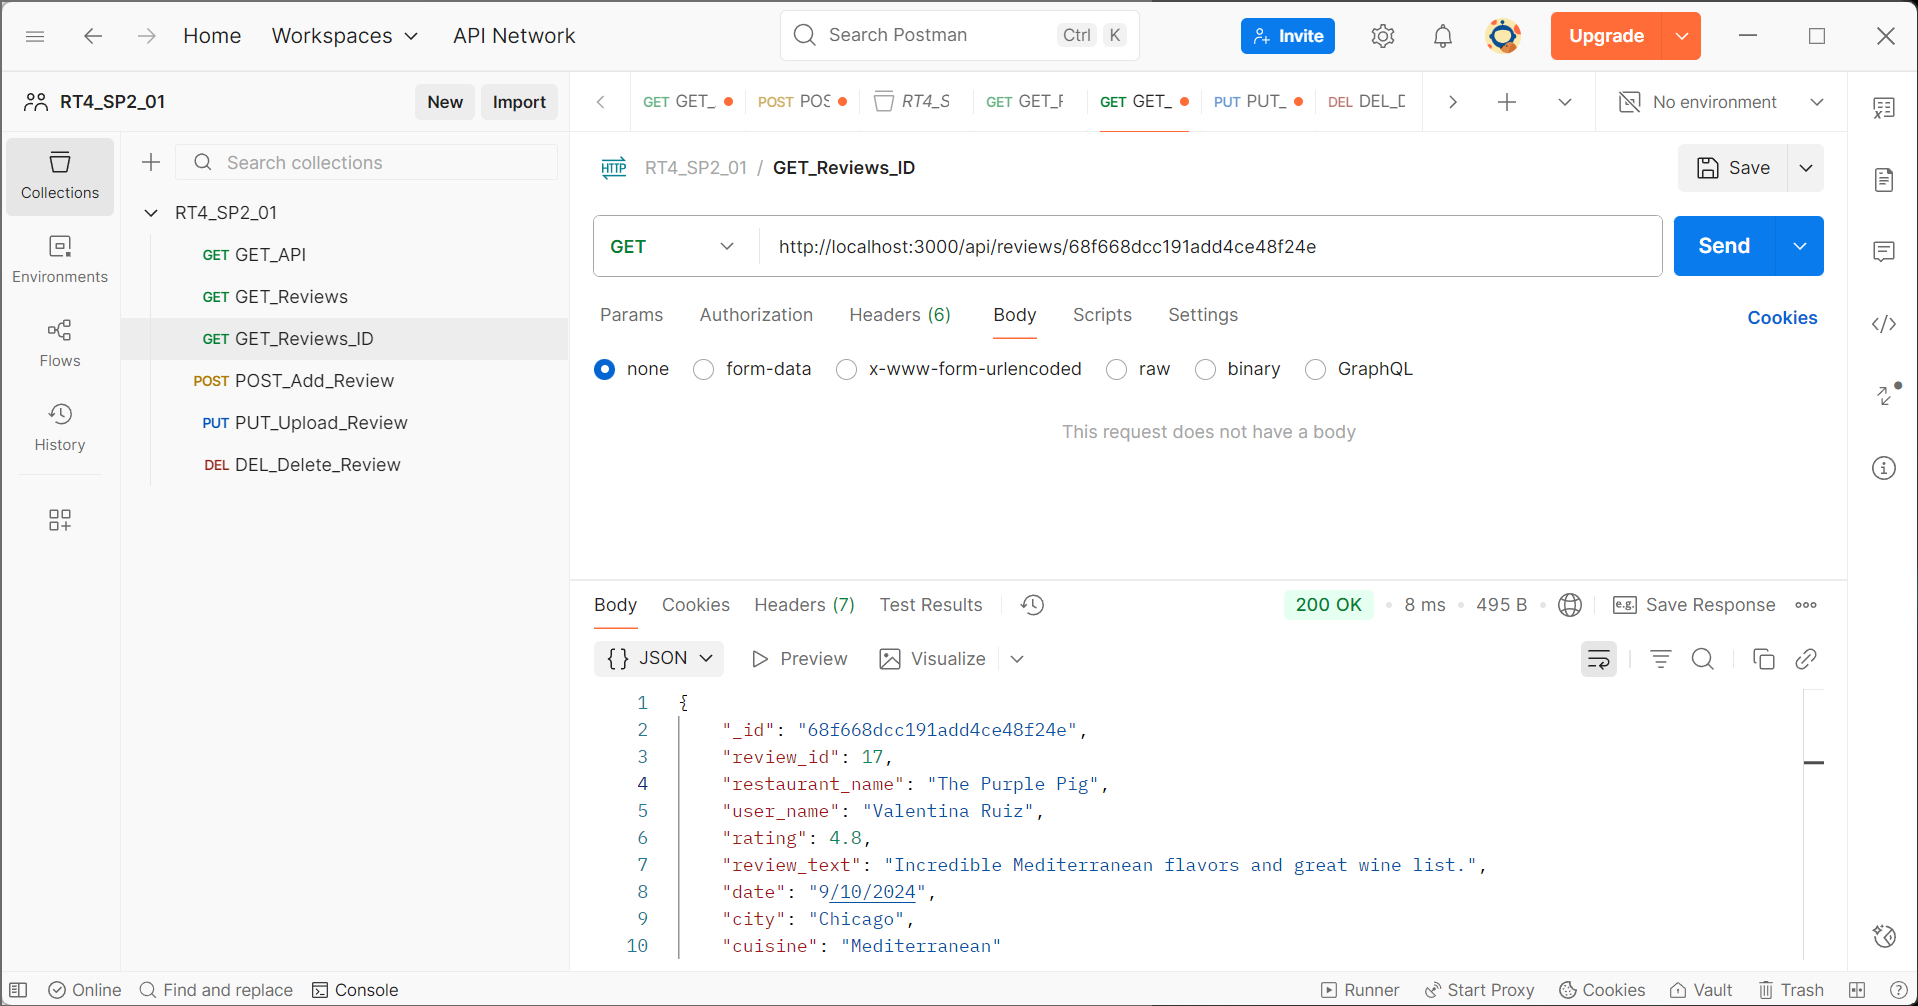 Home Workspaces API Network Search Postman Ctrl K Invite Upgrade
RT4_SP2_01 New Import
GET GET_ POST POS RT4_S GET GET_F GET GET_ PUT PUT_ DEL DEL_D No environment
Collections
Environments
Flows
History
Search collections
RT4_SP2_01
GET GET_API
GET GET_Reviews
GET GET_Reviews_ID
POST POST_Add_Review
PUT PUT_Upload_Review
DEL DEL_Delete_Review
HTTP RT4_SP2_01 / GET_Reviews_ID Save
GET http://localhost:3000/api/reviews/68f668dcc191add4ce48f24e Send
Params Authorization Headers (6) Body Scripts Settings Cookies
none form-data x-www-form-urlencoded raw binary GraphQL
This request does not have a body
Body Cookies Headers (7) Test Results 200 OK • 8 ms • 495 B • e.g. Save Response
{} JSON Preview Visualize
1 {
2 "_id": "68f668dcc191add4ce48f24e",
3 "review_id": 17,
4 "restaurant_name": "The Purple Pig",
5 "user_name": "Valentina Ruiz",
6 "rating": 4.8,
7 "review_text": "Incredible Mediterranean flavors and great wine list.",
8 "date": "9/10/2024",
9 "city": "Chicago",
10 "cuisine": "Mediterranean"
Online Find and replace Console Runner Start Proxy Cookies Vault Trash